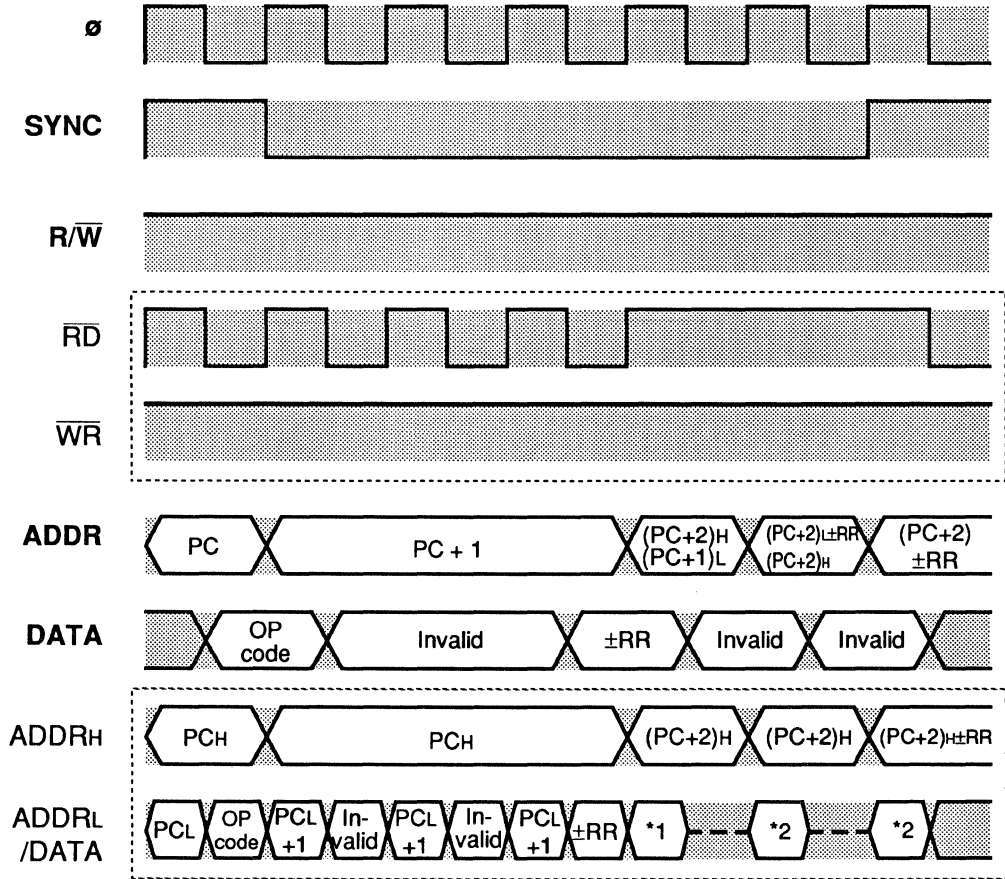 ø
SYNC
R/W̅
R̅D̅
W̅R̅
ADDR
PC
PC + 1
(PC+2)H
(PC+1)L
(PC+2)L±RR
(PC+2)H
(PC+2)
±RR
DATA
OP
code
Invalid
±RR
Invalid
Invalid
ADDRH
PCH
PCH
(PC+2)H
(PC+2)H
(PC+2)H±RR
ADDRL
/DATA
PCL
OP
code
PCL
+1
In-
valid
PCL
+1
In-
valid
PCL
+1
±RR
*1
*2
*2